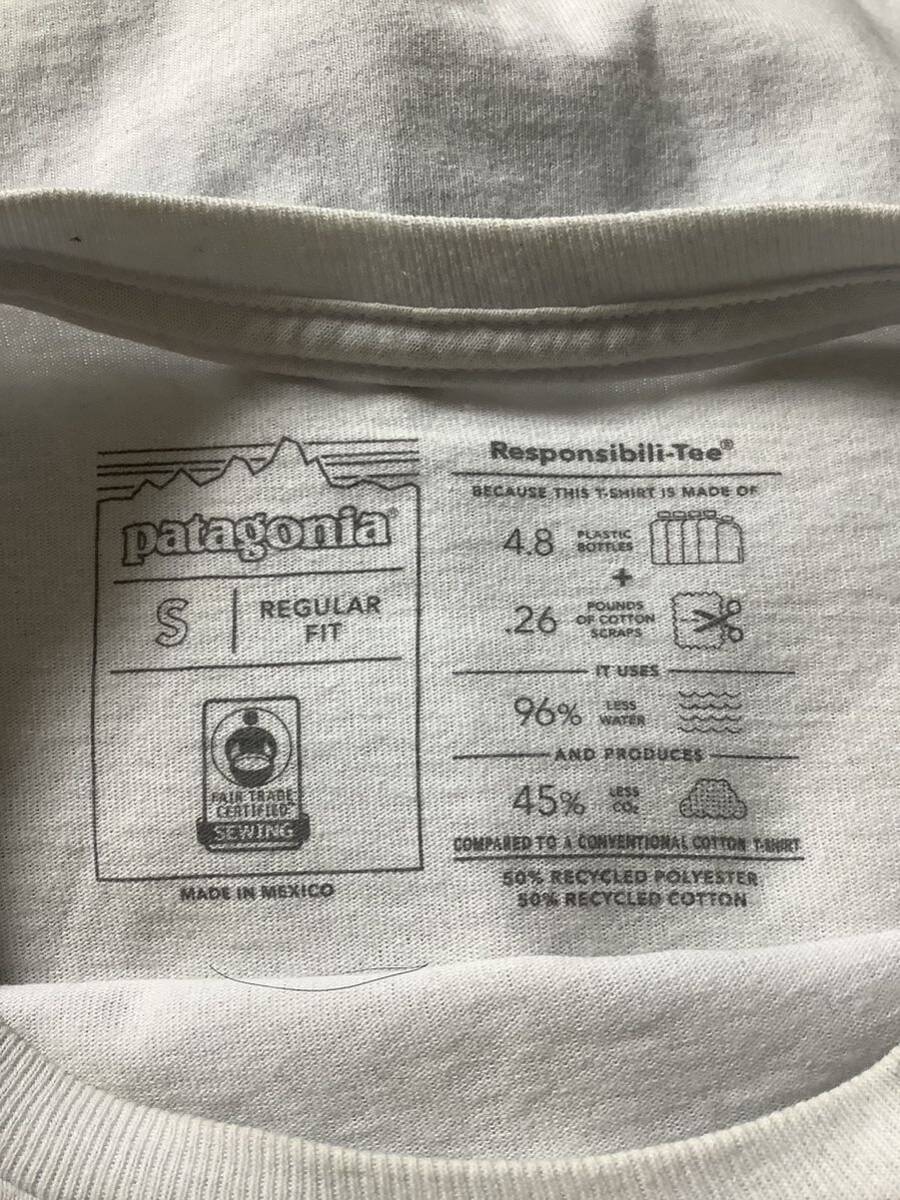 patagonia®
S
REGULAR
FIT
FAIR TRADE
CERTIFIED™
SEWING
MADE IN MEXICO
Responsibili-Tee®
BECAUSE THIS T-SHIRT IS MADE OF
4.8 PLASTIC
BOTTLES
+
.26 POUNDS
OF COTTON
SCRAPS
IT USES
96% LESS
WATER
AND PRODUCES
45% LESS
CO₂
COMPARED TO A CONVENTIONAL COTTON T-SHIRT
50% RECYCLED POLYESTER
50% RECYCLED COTTON